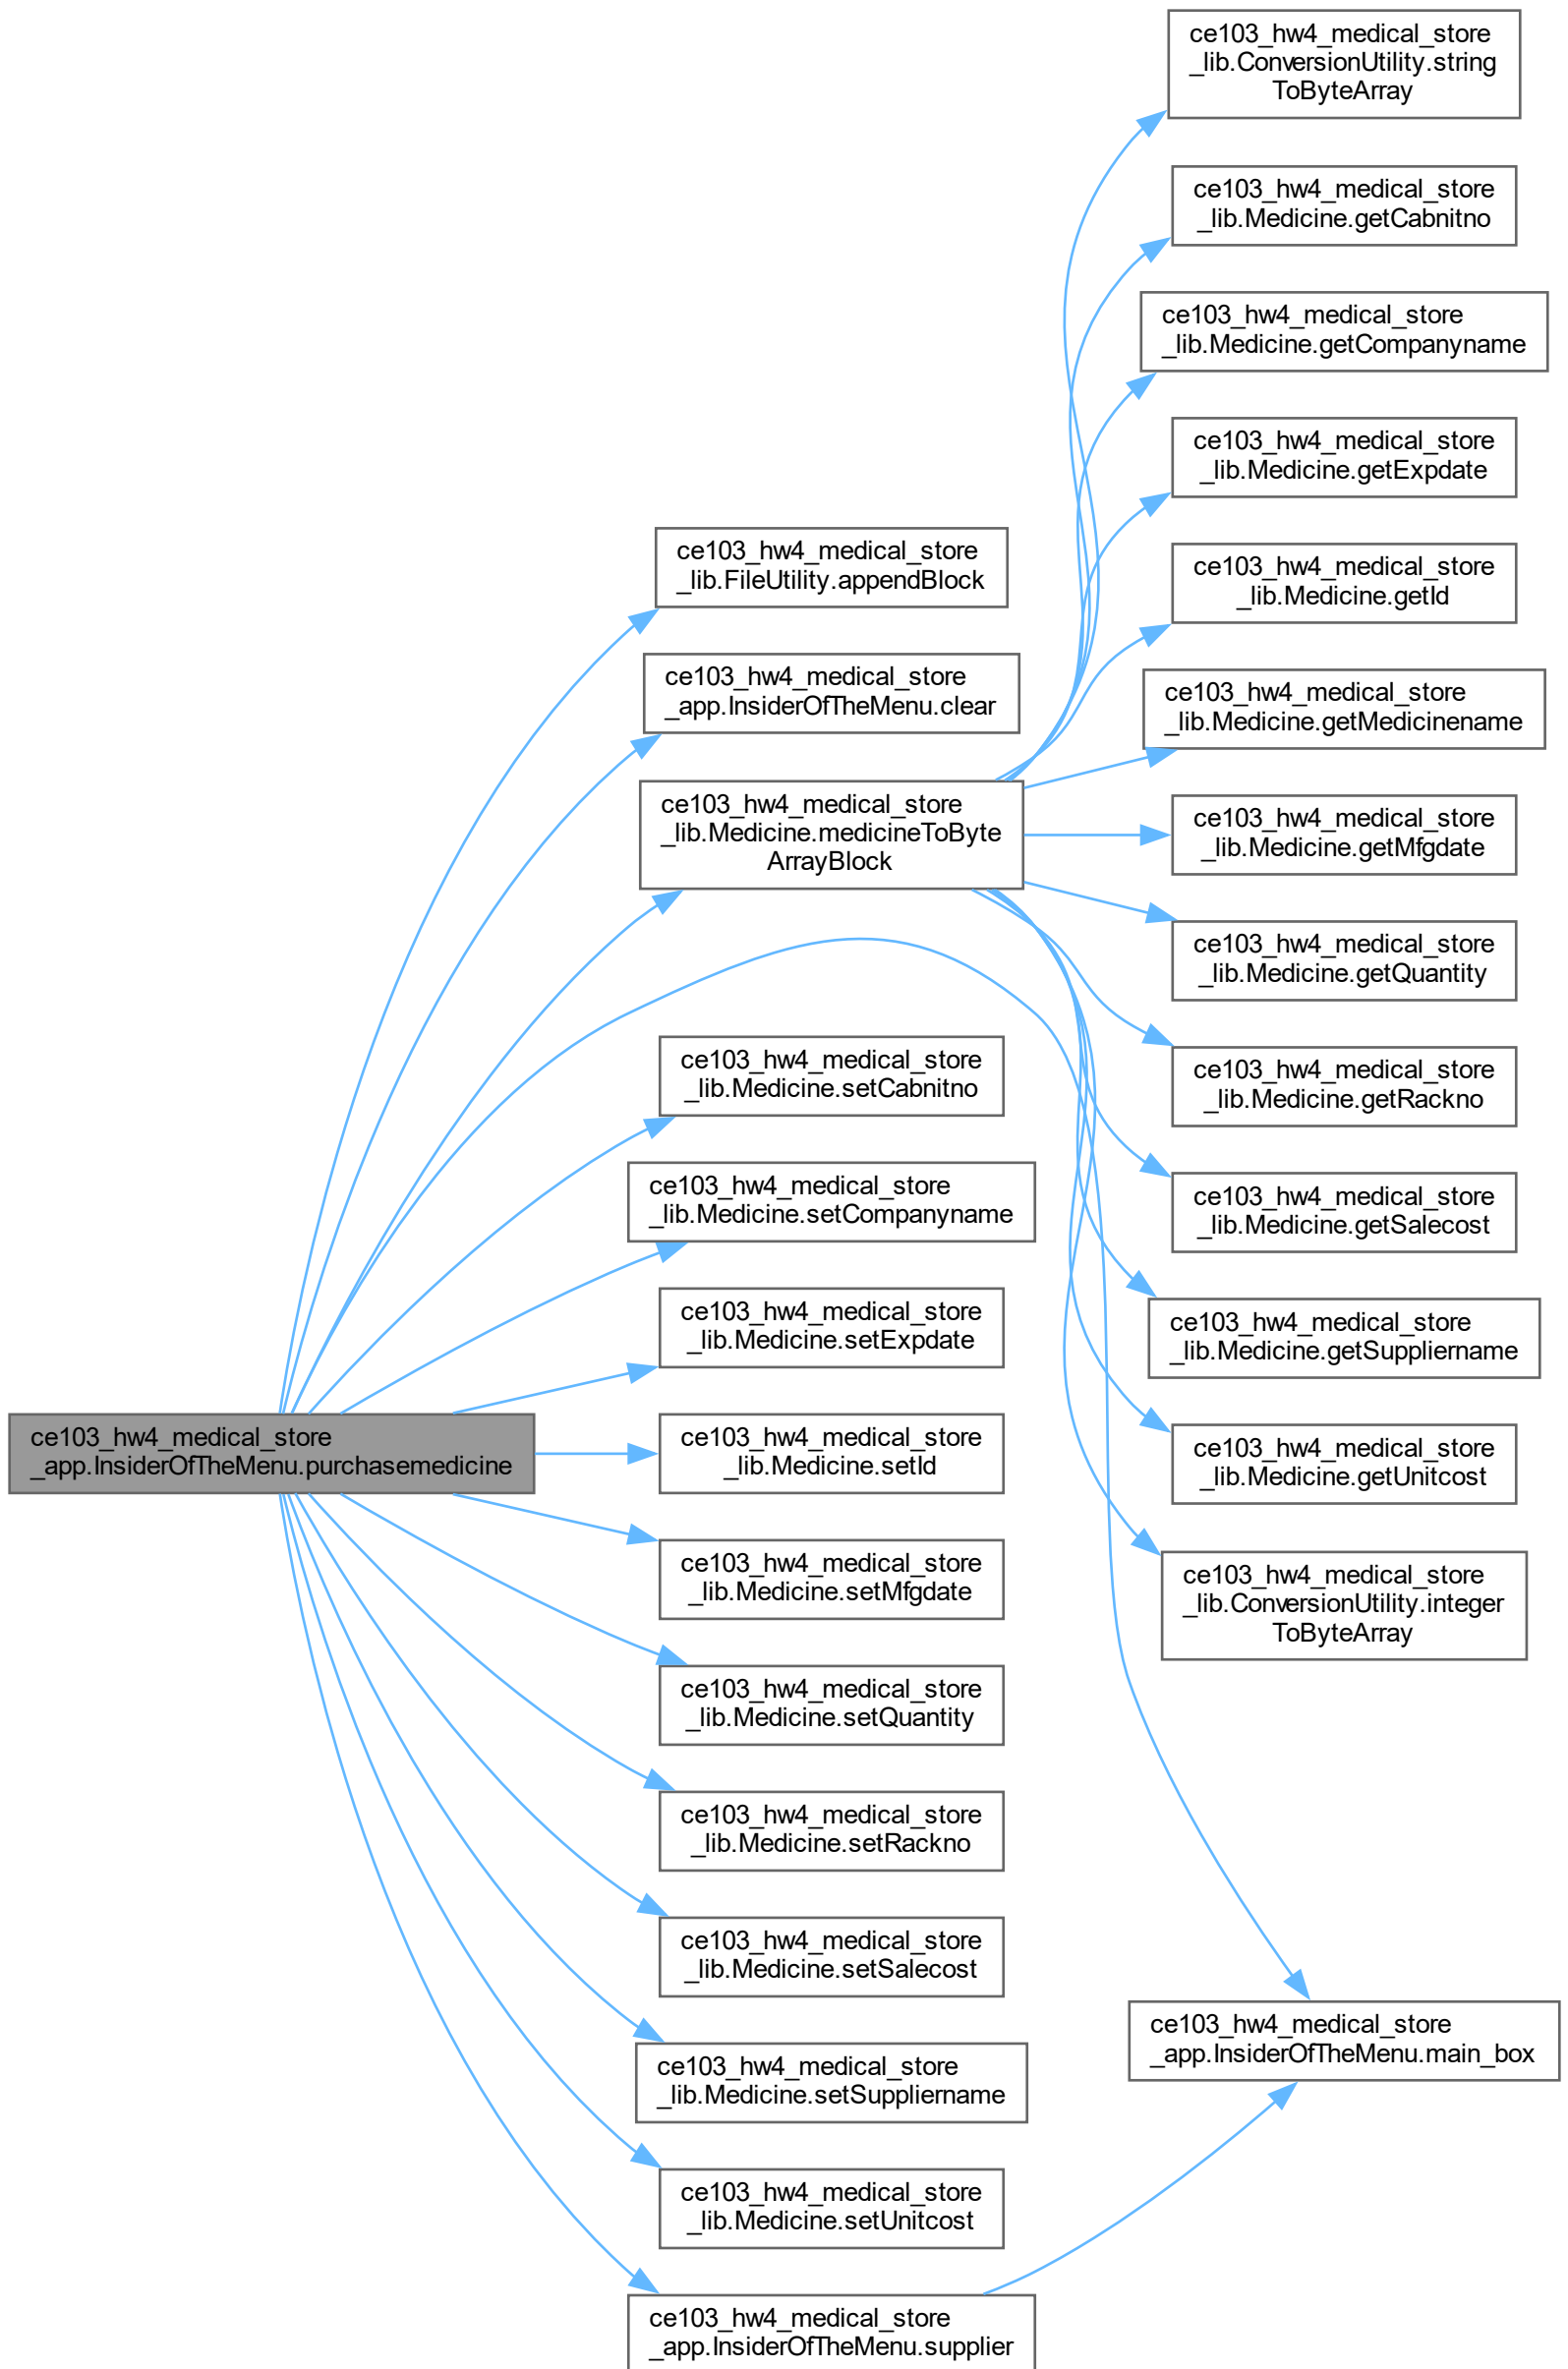 ce103_hw4_medical_store
_lib.ConversionUtility.string
ToByteArray
ce103_hw4_medical_store
_lib.Medicine.getCabnitno
ce103_hw4_medical_store
_lib.Medicine.getCompanyname
ce103_hw4_medical_store
_lib.Medicine.getExpdate
ce103_hw4_medical_store
_lib.FileUtility.appendBlock
ce103_hw4_medical_store
_lib.Medicine.getId
ce103_hw4_medical_store
_app.InsiderOfTheMenu.clear
ce103_hw4_medical_store
_lib.Medicine.getMedicinename
ce103_hw4_medical_store
_lib.Medicine.medicineToByte
ArrayBlock
ce103_hw4_medical_store
_lib.Medicine.getMfgdate
ce103_hw4_medical_store
_lib.Medicine.getQuantity
ce103_hw4_medical_store
_lib.Medicine.setCabnitno
ce103_hw4_medical_store
_lib.Medicine.getRackno
ce103_hw4_medical_store
_lib.Medicine.setCompanyname
ce103_hw4_medical_store
_lib.Medicine.getSalecost
ce103_hw4_medical_store
_lib.Medicine.setExpdate
ce103_hw4_medical_store
_lib.Medicine.getSuppliername
ce103_hw4_medical_store
_app.InsiderOfTheMenu.purchasemedicine
ce103_hw4_medical_store
_lib.Medicine.setId
ce103_hw4_medical_store
_lib.Medicine.getUnitcost
ce103_hw4_medical_store
_lib.Medicine.setMfgdate
ce103_hw4_medical_store
_lib.ConversionUtility.integer
ToByteArray
ce103_hw4_medical_store
_lib.Medicine.setQuantity
ce103_hw4_medical_store
_lib.Medicine.setRackno
ce103_hw4_medical_store
_lib.Medicine.setSalecost
ce103_hw4_medical_store
_app.InsiderOfTheMenu.main_box
ce103_hw4_medical_store
_lib.Medicine.setSuppliername
ce103_hw4_medical_store
_lib.Medicine.setUnitcost
ce103_hw4_medical_store
_app.InsiderOfTheMenu.supplier